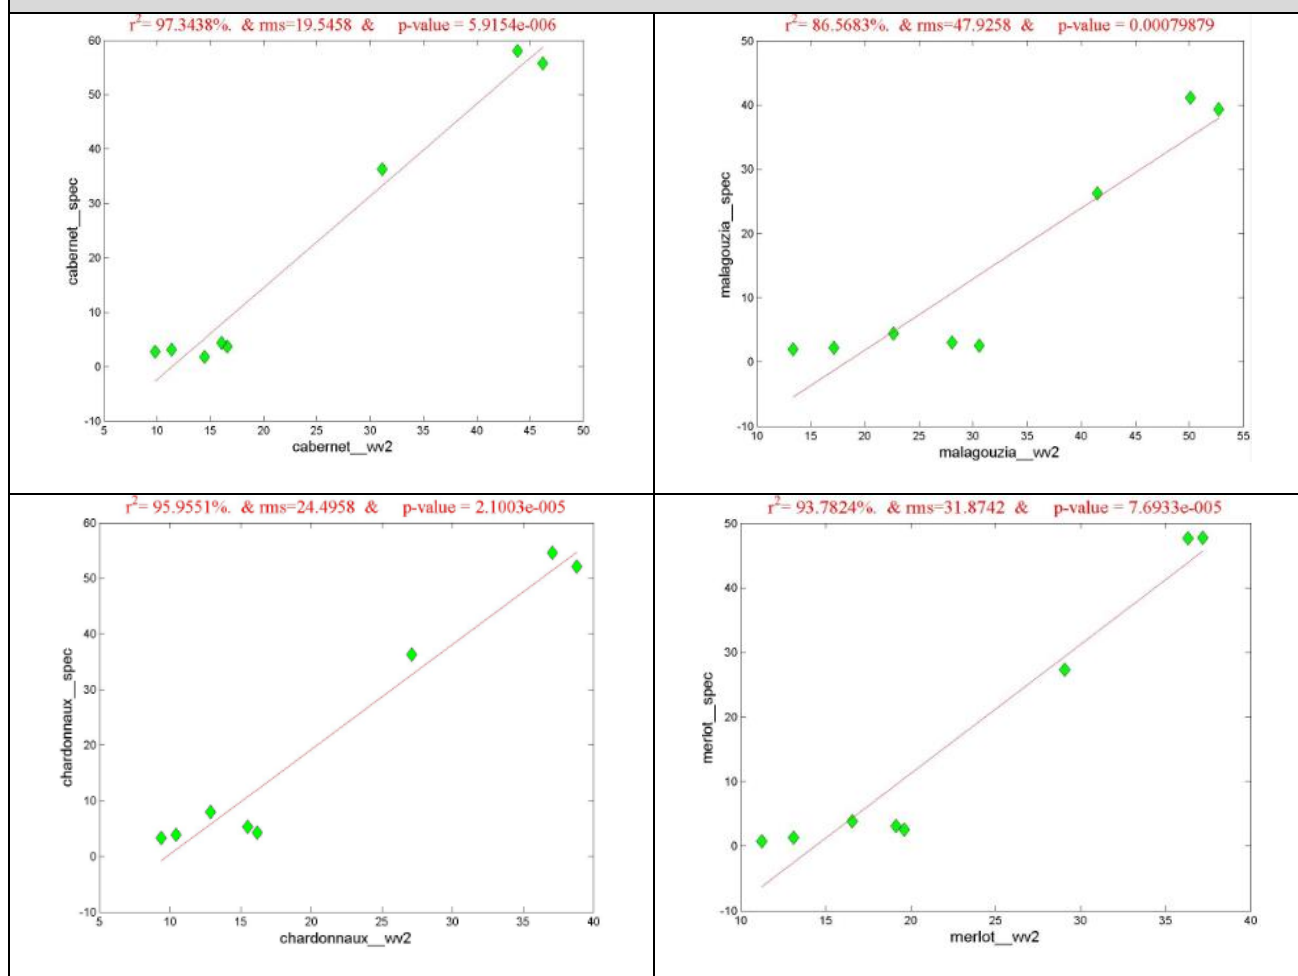 r²= 97.3438%. & rms=19.5458 & p-value = 5.9154e-006
60
50
40
30
20
10
0
-10
cabernet__spec
5 10 15 20 25 30 35 40 45 50
cabernet__wv2
r²= 86.5683%. & rms=47.9258 & p-value = 0.00079879
50
40
30
20
10
0
-10
malagouzia__spec
10 15 20 25 30 35 40 45 50 55
malagouzia__wv2
r²= 95.9551%. & rms=24.4958 & p-value = 2.1003e-005
60
50
40
30
20
10
0
-10
chardonnaux__spec
5 10 15 20 25 30 35 40
chardonnaux__wv2
r²= 93.7824%. & rms=31.8742 & p-value = 7.6933e-005
50
40
30
20
10
0
-10
merlot__spec
10 15 20 25 30 35 40
merlot__wv2